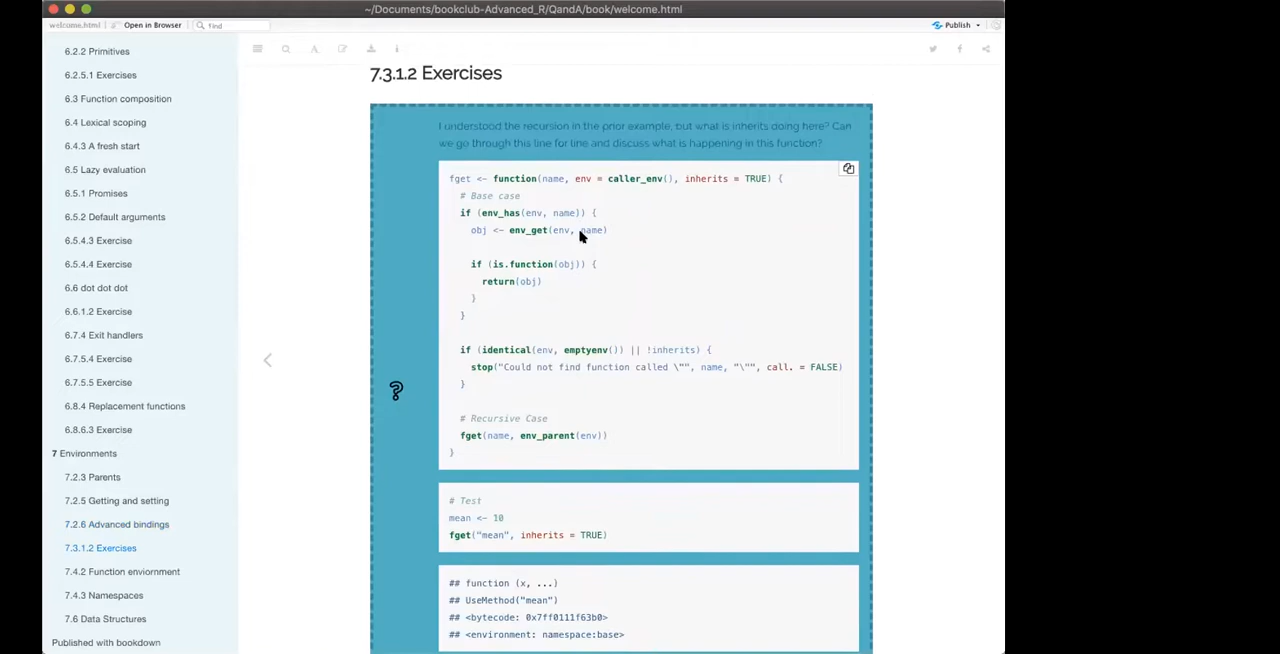 ~/Documents/bookclub-Advanced_R/QandA/book/welcome.html
welcome.html
Open in Browser
Find
Publish
6.2.2 Primitives
6.2.5.1 Exercises
6.3 Function composition
6.4 Lexical scoping
6.4.3 A fresh start
6.5 Lazy evaluation
6.5.1 Promises
6.5.2 Default arguments
6.5.4.3 Exercise
6.5.4.4 Exercise
6.6 dot dot dot
6.6.1.2 Exercise
6.7.4 Exit handlers
6.7.5.4 Exercise
6.7.5.5 Exercise
6.8.4 Replacement functions
6.8.6.3 Exercise
7 Environments
7.2.3 Parents
7.2.5 Getting and setting
7.2.6 Advanced bindings
7.3.1.2 Exercises
7.4.2 Function enviornment
7.4.3 Namespaces
7.6 Data Structures
Published with bookdown
A
i
7.3.1.2 Exercises
I understood the recursion in the prior example, but what is inherits doing here? Can
we go through this line for line and discuss what is happening in this function?
?
fget <- function(name, env = caller_env(), inherits = TRUE) {
# Base case
if (env_has(env, name)) {
obj <- env_get(env, name)
if (is.function(obj)) {
return(obj)
}
}
if (identical(env, emptyenv()) || !inherits) {
stop("Could not find function called \"", name, "\"", call. = FALSE)
}
# Recursive Case
fget(name, env_parent(env))
}
# Test
mean <- 10
fget("mean", inherits = TRUE)
## function (x, ...)
## UseMethod("mean")
## <bytecode: 0x7ff0111f63b0>
## <environment: namespace:base>